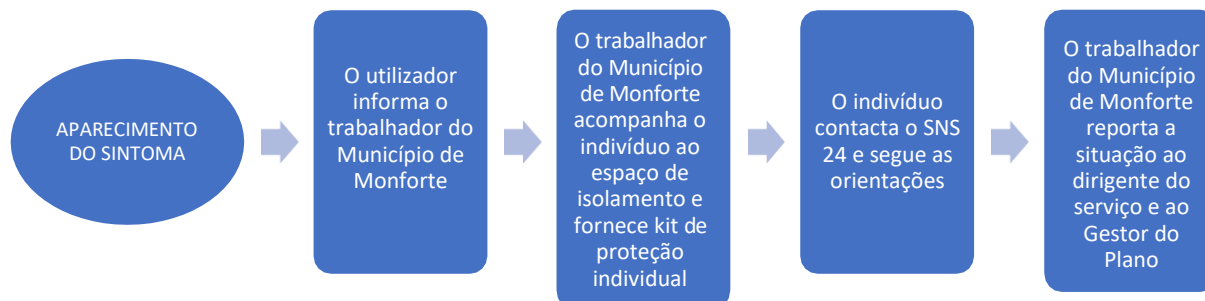 APARECIMENTO
DO SINTOMA
O utilizador
informa o
trabalhador do
Município de
Monforte
O trabalhador
do Município
de Monforte
acompanha o
indivíduo ao
espaço de
isolamento e
fornece kit de
proteção
individual
O indivíduo
contacta o SNS
24 e segue as
orientações
O trabalhador
do Município
de Monforte
reporta a
situação ao
dirigente do
serviço e ao
Gestor do
Plano